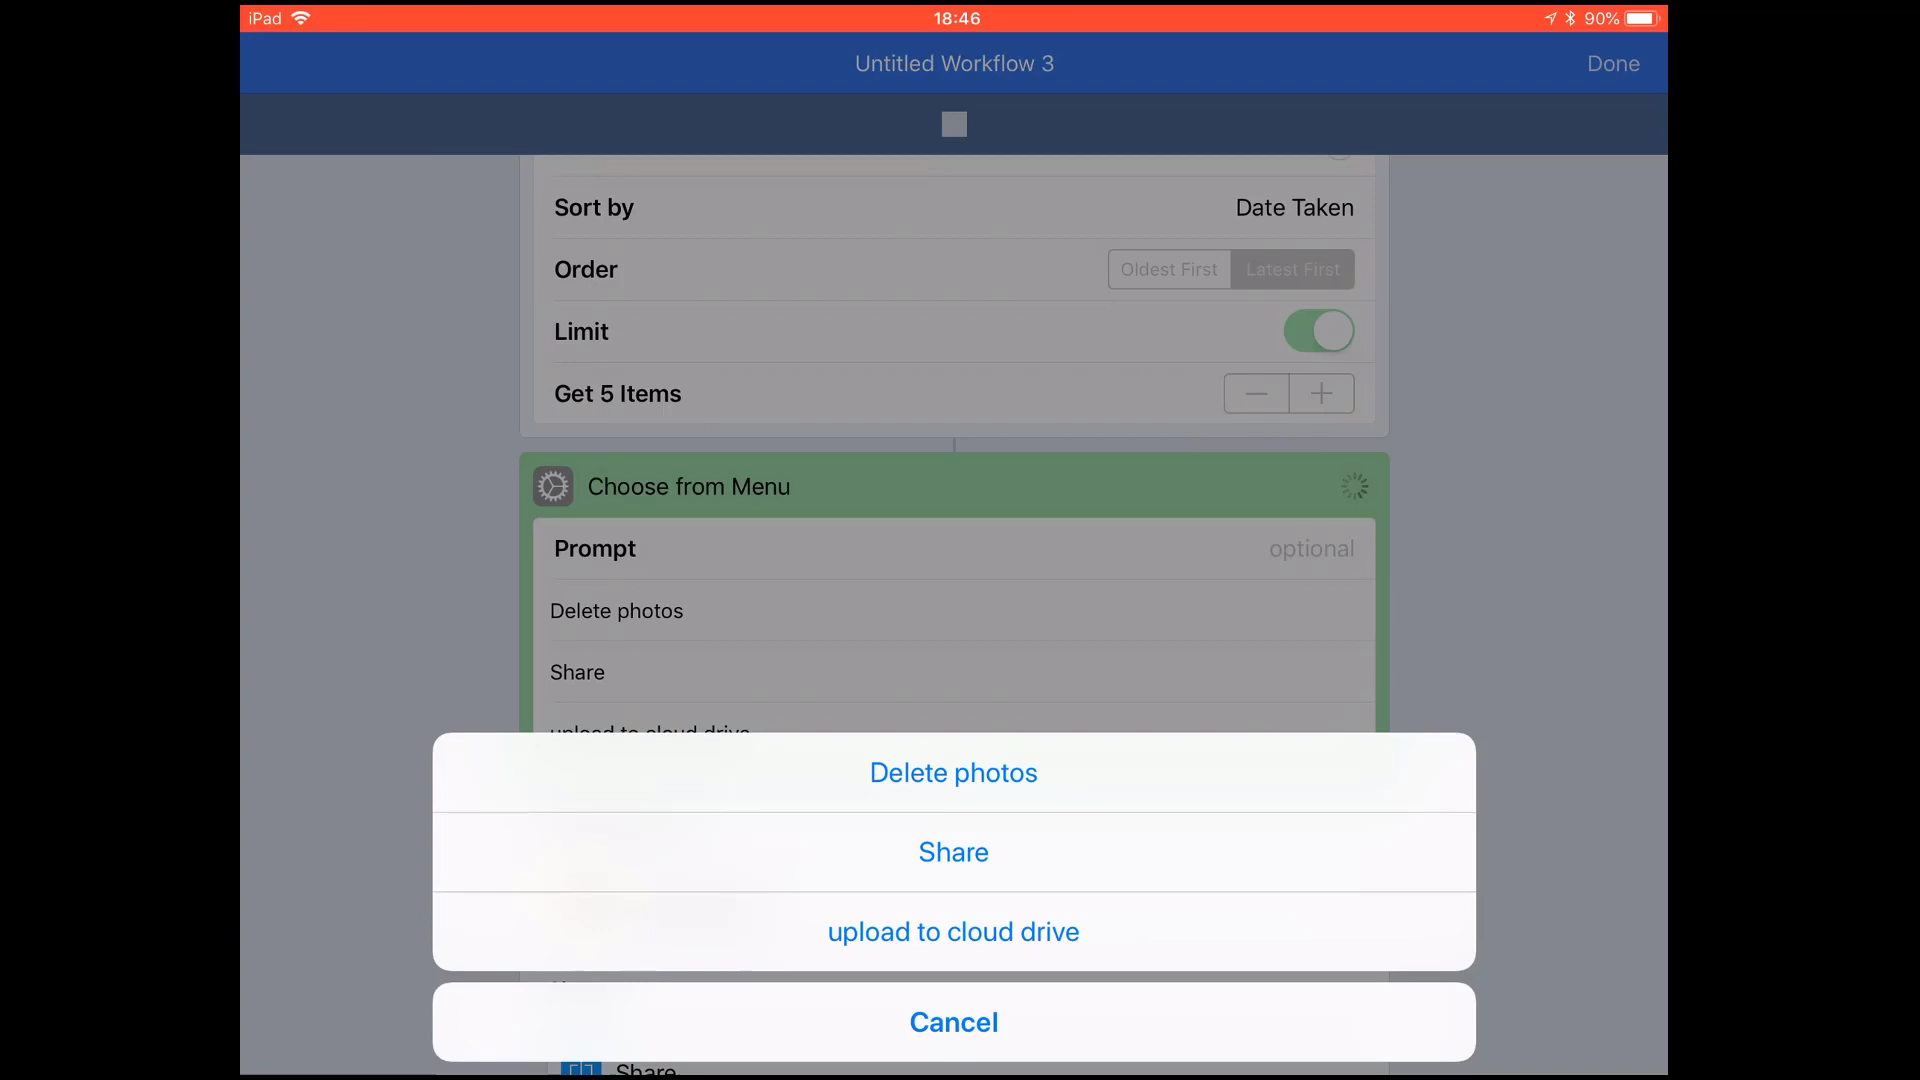 iPad 18:46 90%
Untitled Workflow 3 Done
Sort by Date Taken
Order Oldest First Latest First
Limit
Get 5 Items
Choose from Menu
Prompt optional
Delete photos
Share
upload to cloud drive
Delete photos
Share
upload to cloud drive
Cancel
Share